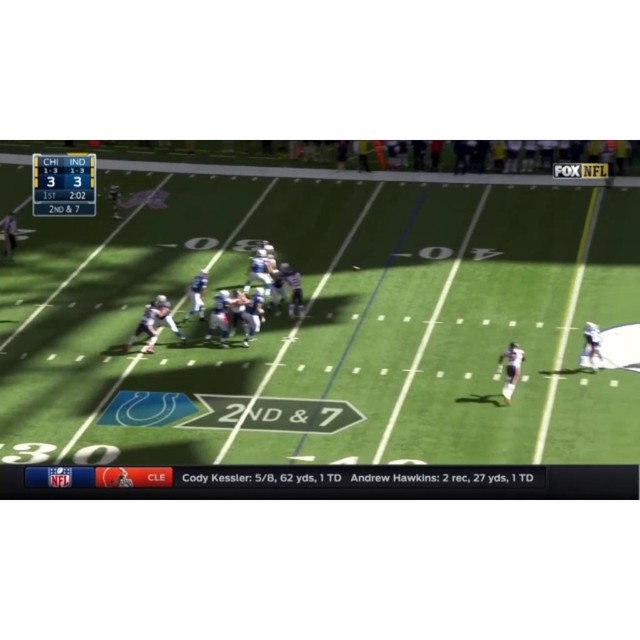 CHI IND
1-3 1-3
3 3
1ST 2:02
2ND & 7
FOX NFL
30
40
2ND & 7
30
NFL CLE Cody Kessler: 5/8, 62 yds, 1 TD Andrew Hawkins: 2 rec, 27 yds, 1 TD